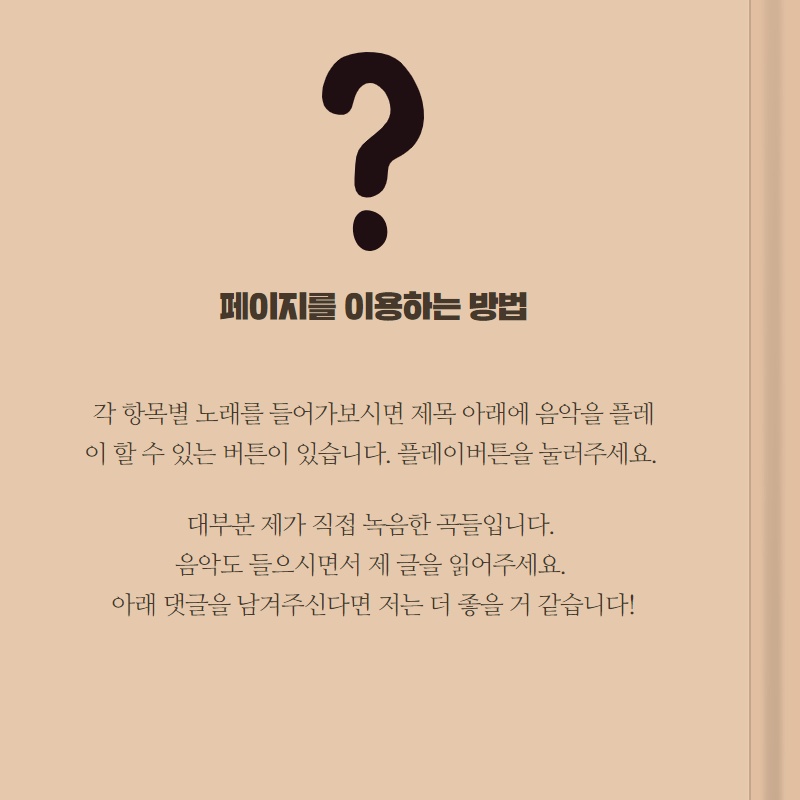 ?
페이지를 이용하는 방법
각 항목별 노래를 들어가보시면 제목 아래에 음악을 플레
이 할 수 있는 버튼이 있습니다. 플레이버튼을 눌러주세요.
대부분 제가 직접 녹음한 곡들입니다.
음악도 들으시면서 제 글을 읽어주세요.
아래 댓글을 남겨주신다면 저는 더 좋을 거 같습니다!